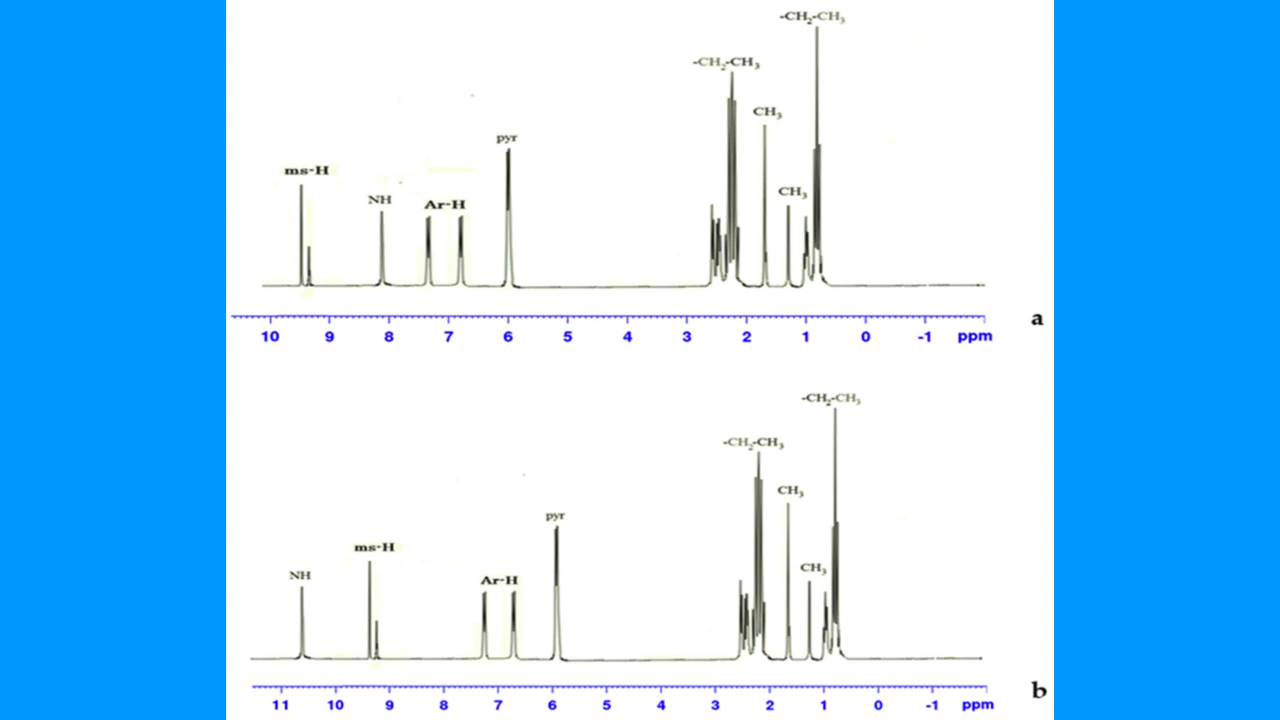 -CH₂-CH₃
-CH₂-CH₃
CH₃
pyr
ms-H
CH₃
NH
Ar-H
10 9 8 7 6 5 4 3 2 1 0 -1 ppm
a
-CH₂-CH₃
-CH₂-CH₃
CH₃
pyr
ms-H
CH₃
NH
Ar-H
11 10 9 8 7 6 5 4 3 2 1 0 -1 ppm
b